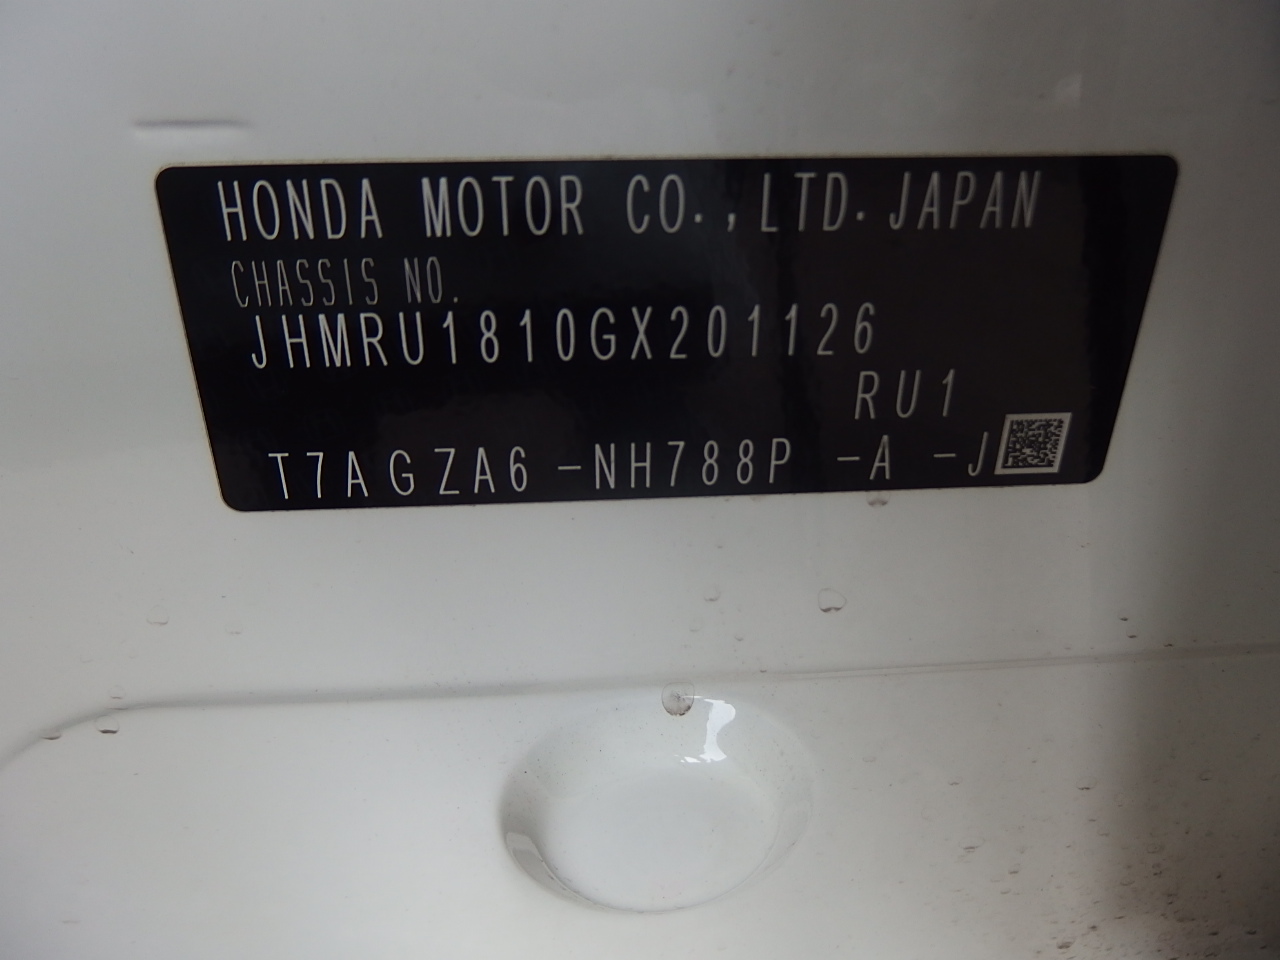 HONDA MOTOR CO.,LTD. JAPAN
CHASSIS NO.
JHMRU1810GX201126
RU1
T7AGZA6 -NH788P -A -J